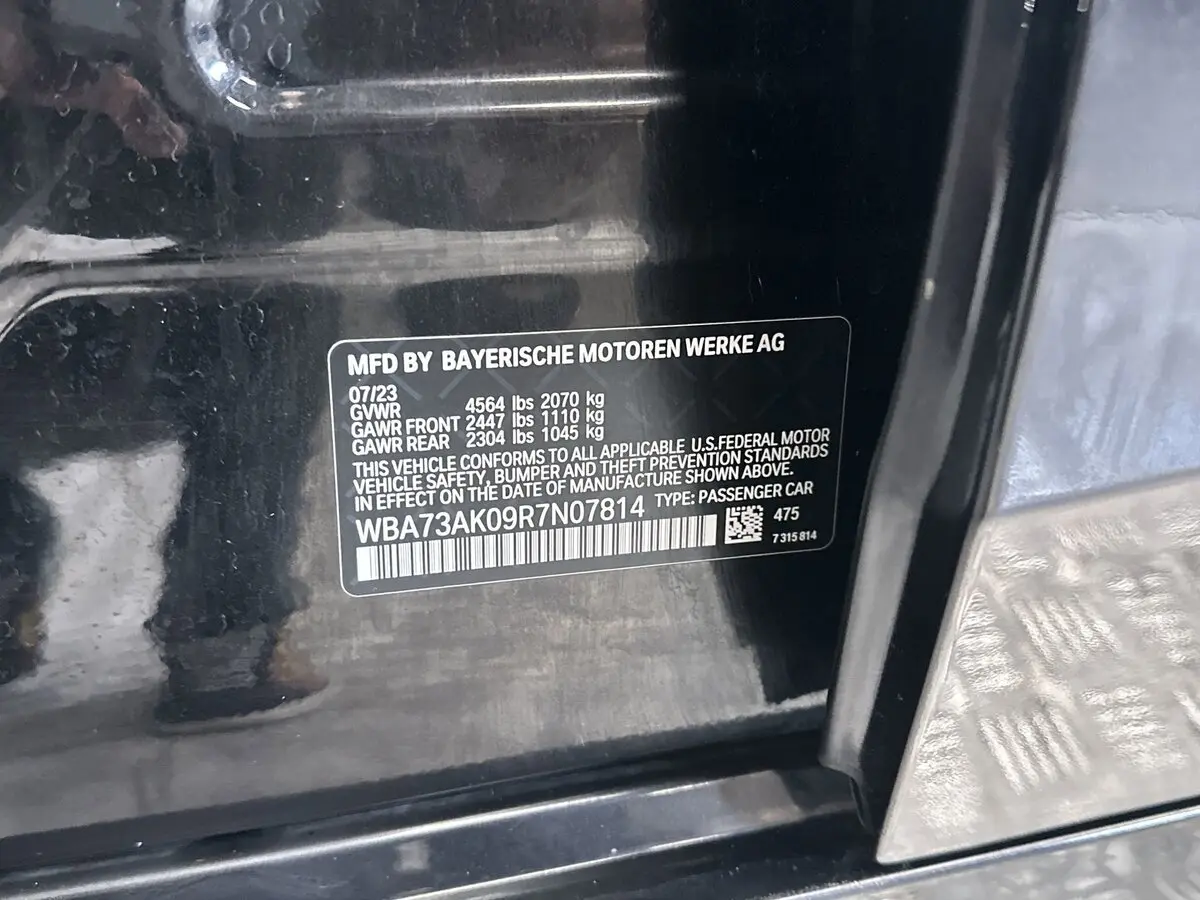 MFD BY BAYERISCHE MOTOREN WERKE AG
07/23
GVWR 4564 lbs 2070 kg
GAWR FRONT 2447 lbs 1110 kg
GAWR REAR 2304 lbs 1045 kg
THIS VEHICLE CONFORMS TO ALL APPLICABLE U.S.FEDERAL MOTOR
VEHICLE SAFETY, BUMPER AND THEFT PREVENTION STANDARDS
IN EFFECT ON THE DATE OF MANUFACTURE SHOWN ABOVE.
WBA73AK09R7N07814 TYPE: PASSENGER CAR
475
7 315 814